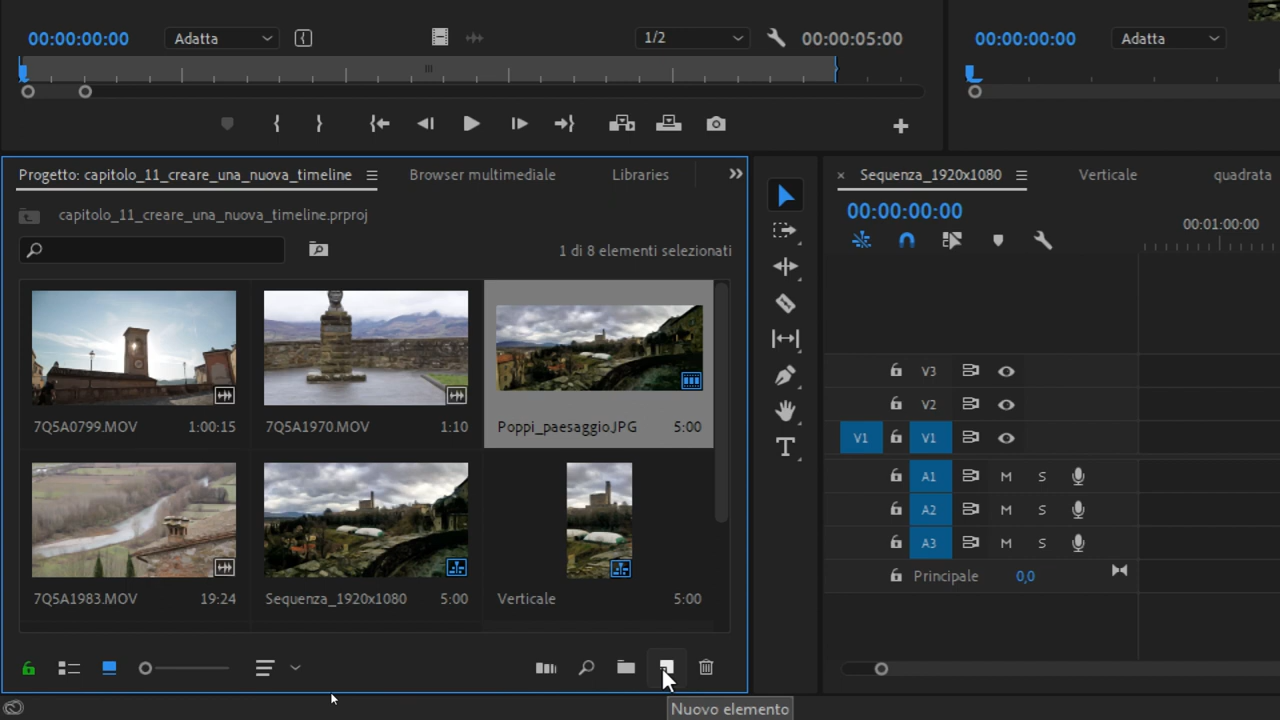 00:00:00:00 Adatta 1/2 00:00:05:00
00:00:00:00 Adatta
Progetto: capitolo_11_creare_una_nuova_timeline Browser multimediale Libraries
capitolo_11_creare_una_nuova_timeline.prproj
1 di 8 elementi selezionati
7Q5A0799.MOV 1:00:15
7Q5A1970.MOV 1:10
Poppi_paesaggio.JPG 5:00
7Q5A1983.MOV 19:24
Sequenza_1920x1080 5:00
Verticale 5:00
Nuovo elemento
Sequenza_1920x1080 Verticale quadrata
00:00:00:00
00:01:00:00
V3
V2
V1 V1
A1 M S
A2 M S
A3 M S
Principale 0,0